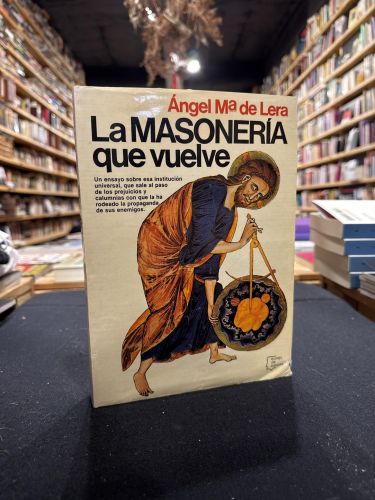 Ángel Mª de Lera
La MASONERÍA
que vuelve
Un ensayo sobre esa institución
universal, que sale al paso
de los prejuicios y
calumnias con que la ha
rodeado la propaganda
de sus enemigos.